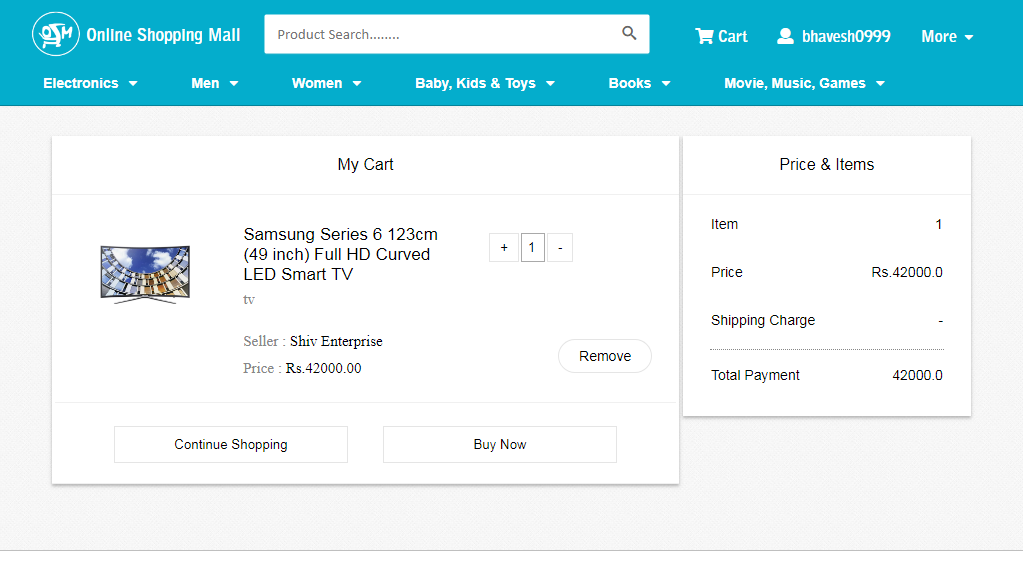 OSM Online Shopping Mall
Product Search........
Cart
bhavesh0999
More
Electronics
Men
Women
Baby, Kids & Toys
Books
Movie, Music, Games
My Cart
Samsung Series 6 123cm
(49 inch) Full HD Curved
LED Smart TV
tv
+ 1 -
Seller : Shiv Enterprise
Price : Rs.42000.00
Remove
Continue Shopping
Buy Now
Price & Items
Item 1
Price Rs.42000.0
Shipping Charge -
Total Payment 42000.0